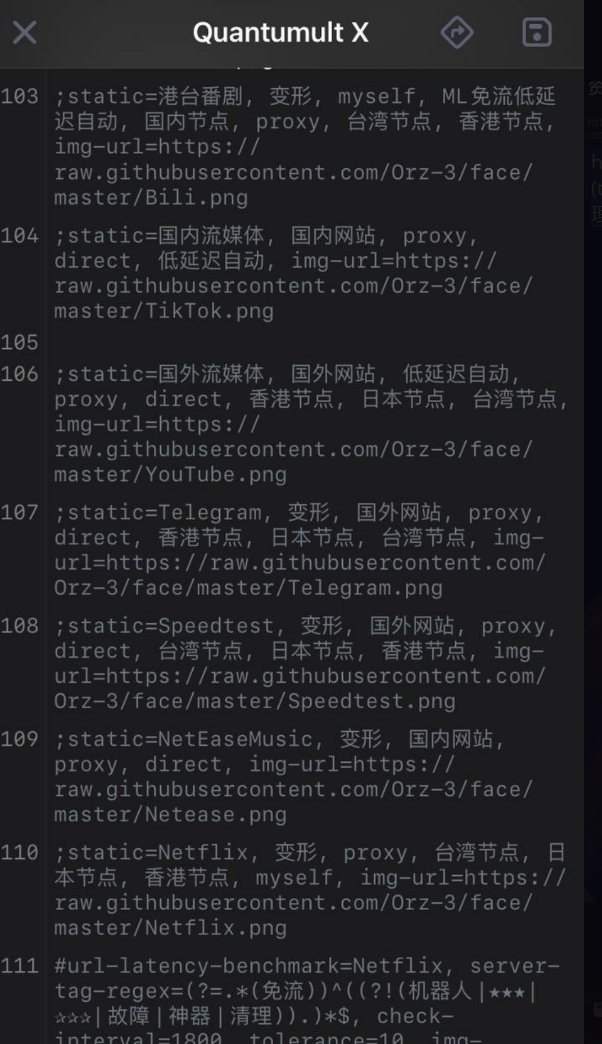 Quantumult X
103 ;static=港台番剧, 变形, myself, ML免流低延
迟自动, 国内节点, proxy, 台湾节点, 香港节点,
img-url=https://
raw.githubusercontent.com/Orz-3/face/
master/Bili.png
104 ;static=国内流媒体, 国内网站, proxy,
direct, 低延迟自动, img-url=https://
raw.githubusercontent.com/Orz-3/face/
master/TikTok.png
105
106 ;static=国外流媒体, 国外网站, 低延迟自动,
proxy, direct, 香港节点, 日本节点, 台湾节点,
img-url=https://
raw.githubusercontent.com/Orz-3/face/
master/YouTube.png
107 ;static=Telegram, 变形, 国外网站, proxy,
direct, 香港节点, 日本节点, 台湾节点, img-
url=https://raw.githubusercontent.com/
Orz-3/face/master/Telegram.png
108 ;static=Speedtest, 变形, 国外网站, proxy,
direct, 台湾节点, 日本节点, 香港节点, img-
url=https://raw.githubusercontent.com/
Orz-3/face/master/Speedtest.png
109 ;static=NetEaseMusic, 变形, 国内网站,
proxy, direct, img-url=https://
raw.githubusercontent.com/Orz-3/face/
master/Netease.png
110 ;static=Netflix, 变形, proxy, 台湾节点, 日
本节点, 香港节点, myself, img-url=https://
raw.githubusercontent.com/Orz-3/face/
master/Netflix.png
111 #url-latency-benchmark=Netflix, server-
tag-regex=(?=.*(免流))^((?!(机器人|★★★|
☆☆☆|故障|神器|清理)).)*$, check-
interval=1800, tolerance=10, img-